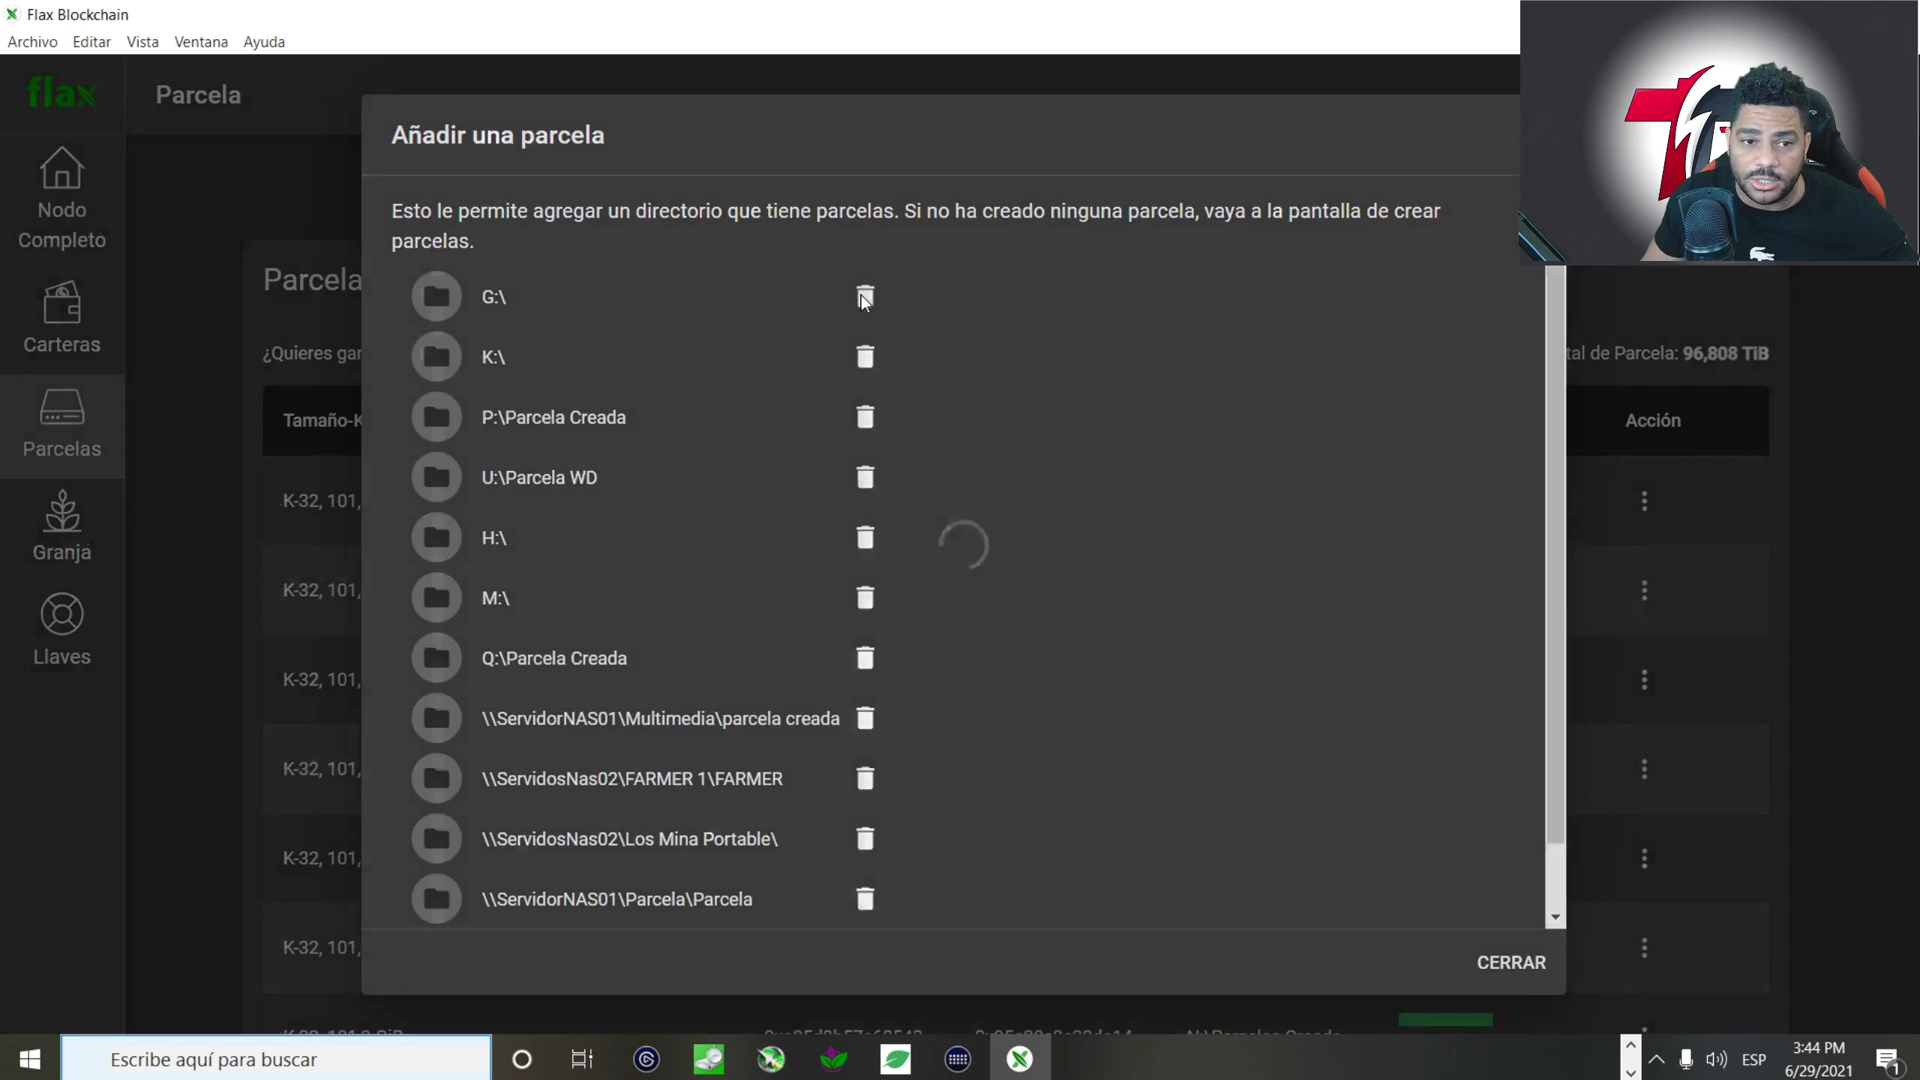 Flax Blockchain
Archivo Editar Vista Ventana Ayuda
flax
Parcela
Nodo
Completo
Carteras
Parcelas
Granja
Llaves
Añadir una parcela
Esto le permite agregar un directorio que tiene parcelas. Si no ha creado ninguna parcela, vaya a la pantalla de crear
parcelas.
G:\
K:\
P:\Parcela Creada
U:\Parcela WD
H:\
M:\
Q:\Parcela Creada
\\ServidorNAS01\Multimedia\parcela creada
\\ServidosNas02\FARMER 1\FARMER
\\ServidosNas02\Los Mina Portable\
\\ServidorNAS01\Parcela\Parcela
CERRAR
Parcela
¿Quieres gar
tal de Parcela: 96,808 TiB
Tamaño-K
Acción
K-32, 101,
K-32, 101,
K-32, 101,
K-32, 101,
K-32, 101,
K-32, 101,
Escribe aquí para buscar
ESP
3:44 PM
6/29/2021
1